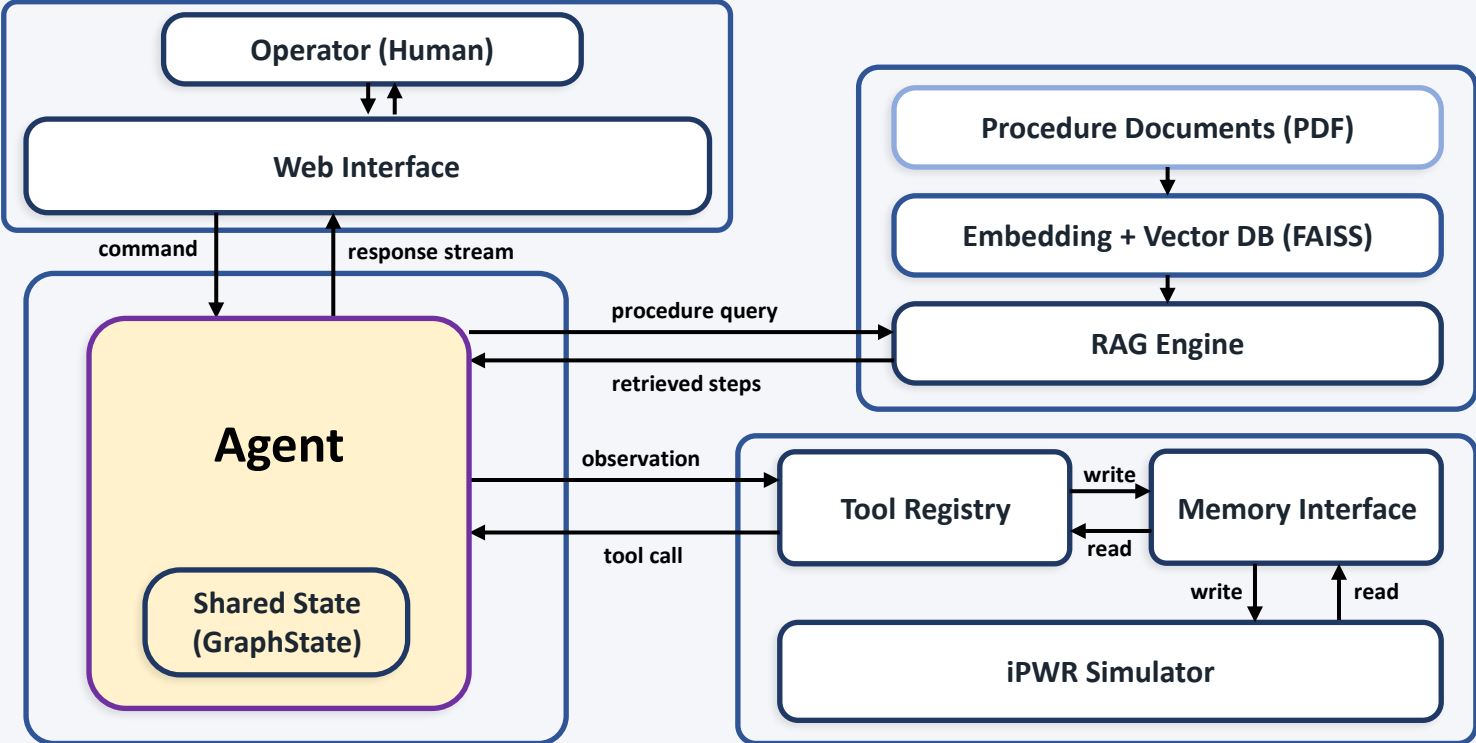 Operator (Human)
Web Interface
command
response stream
Procedure Documents (PDF)
Embedding + Vector DB (FAISS)
RAG Engine
procedure query
retrieved steps
Agent
Shared State
(GraphState)
observation
tool call
Tool Registry
write
read
Memory Interface
write
read
iPWR Simulator